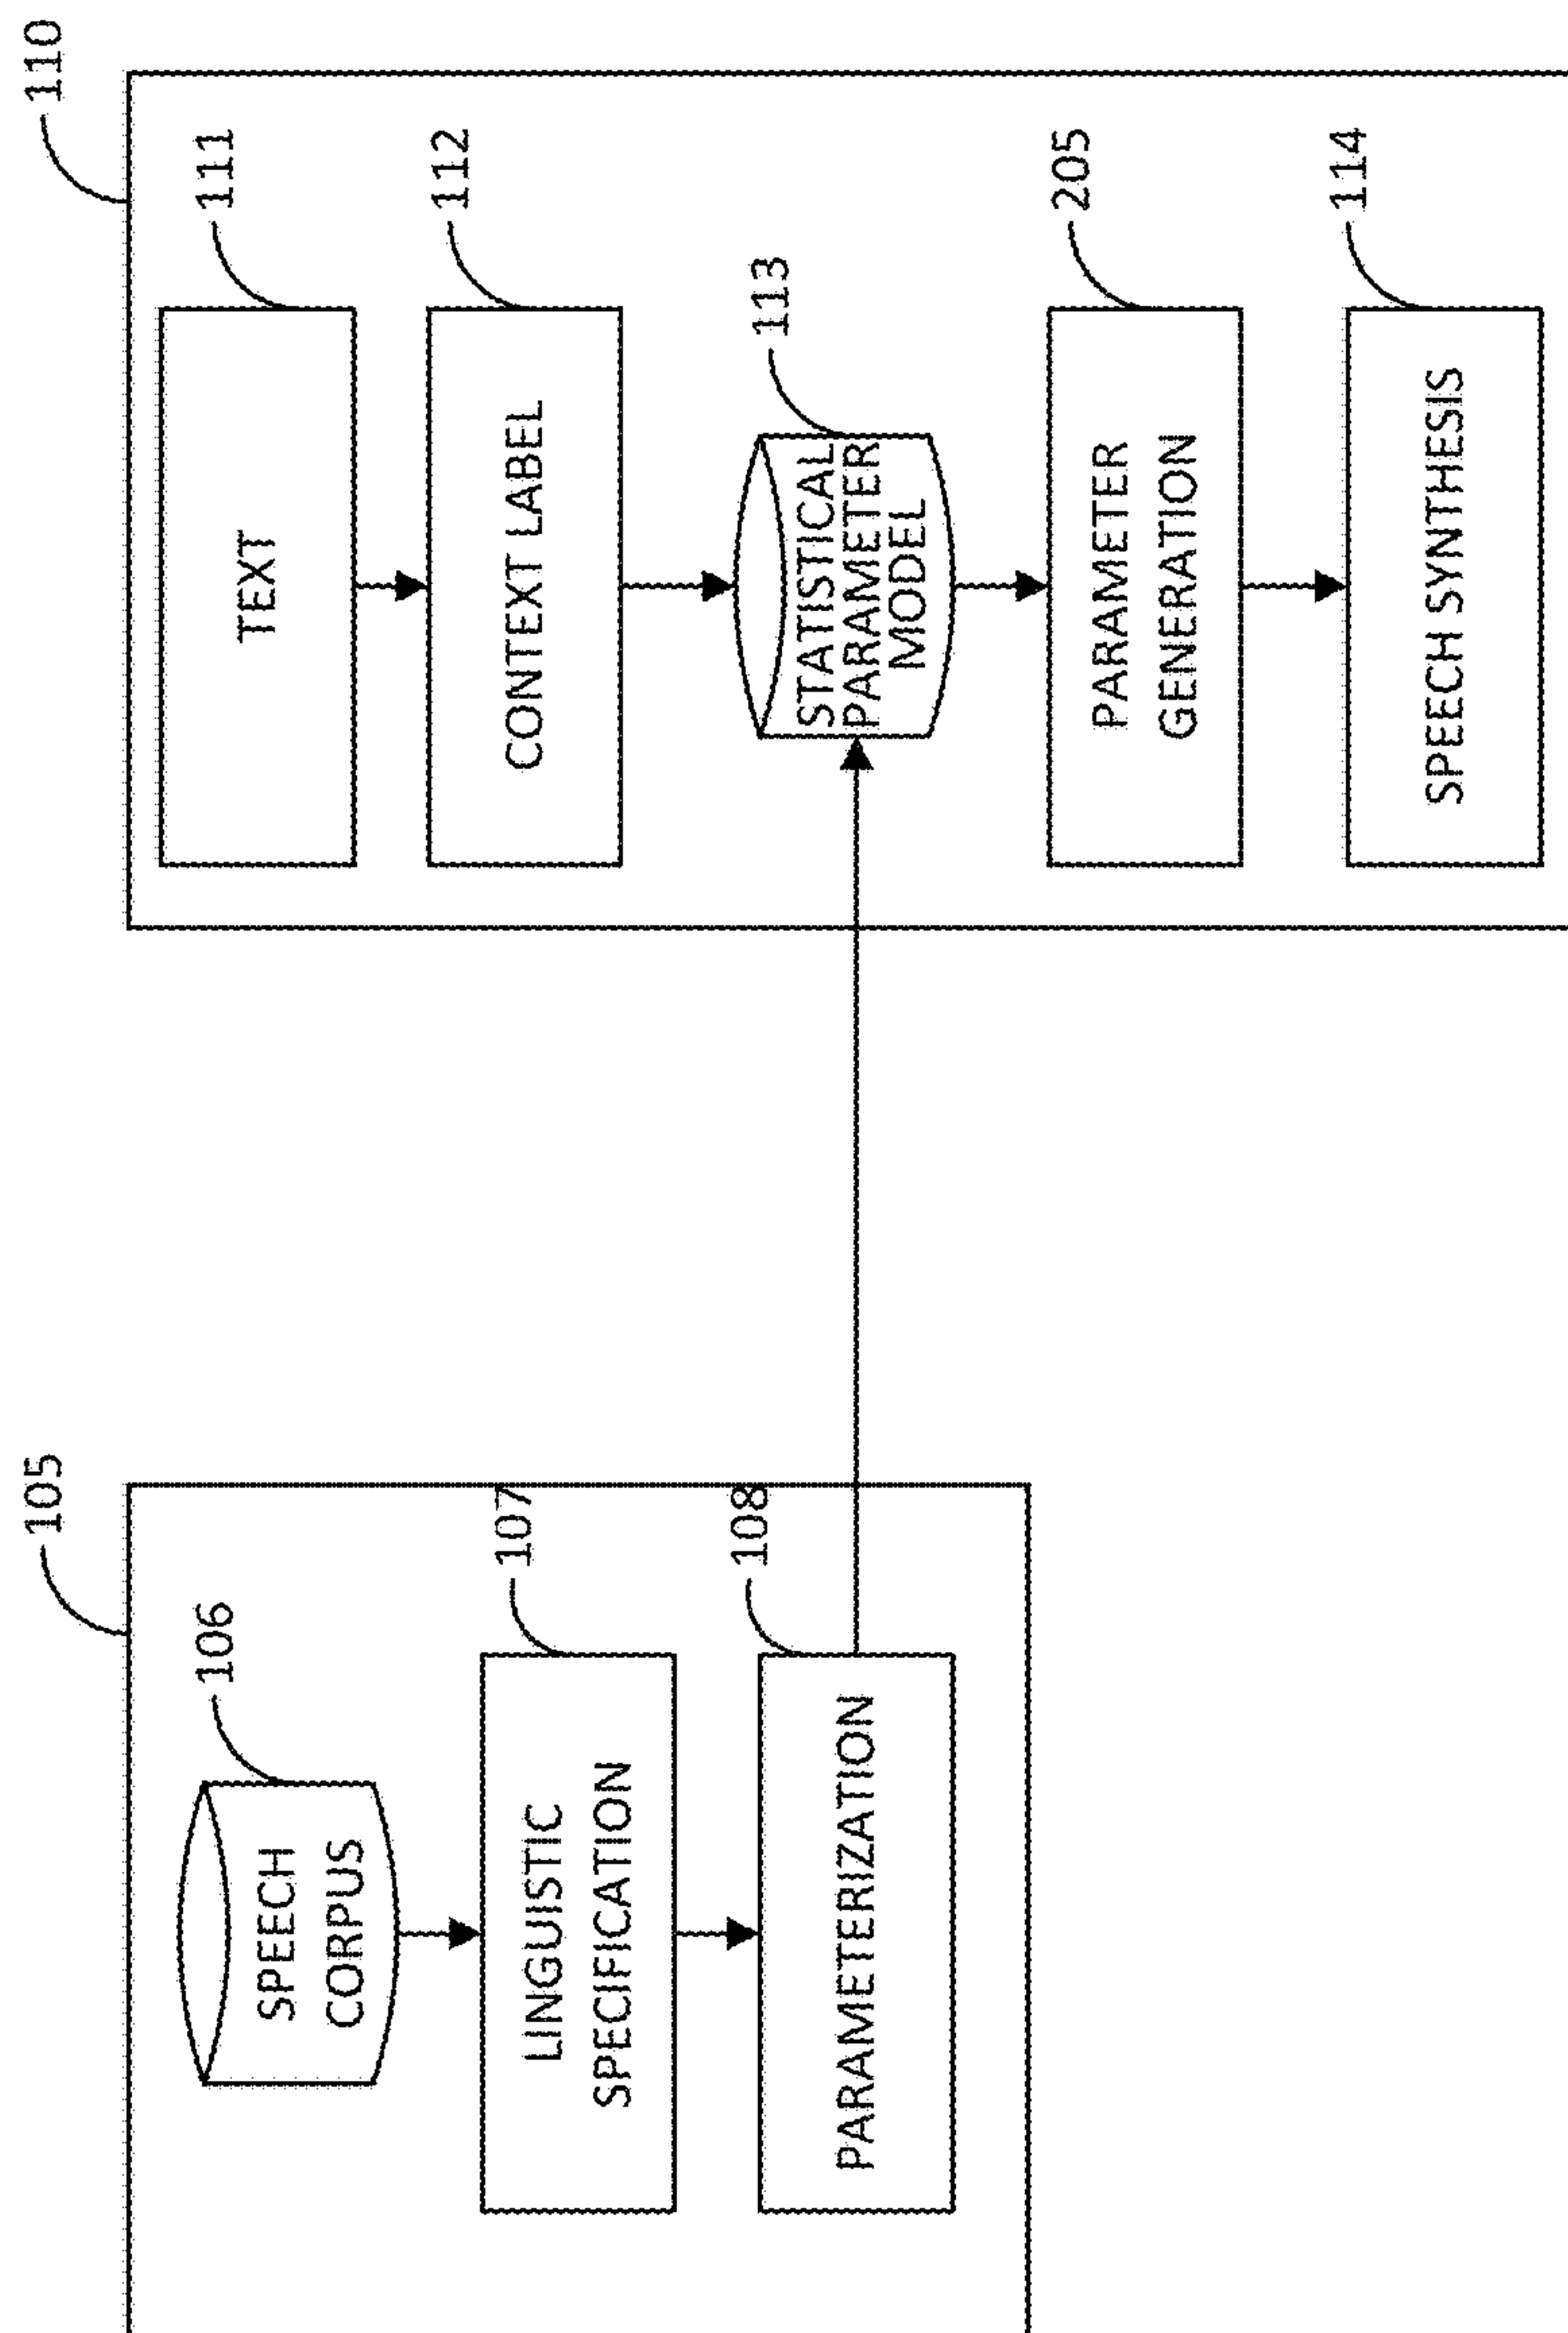 105
106
SPEECH
CORPUS
107
LINGUISTIC
SPECIFICATION
108
PARAMETERIZATION
110
111
TEXT
112
CONTEXT LABEL
113
STATISTICAL
PARAMETER
MODEL
205
PARAMETER
GENERATION
114
SPEECH SYNTHESIS